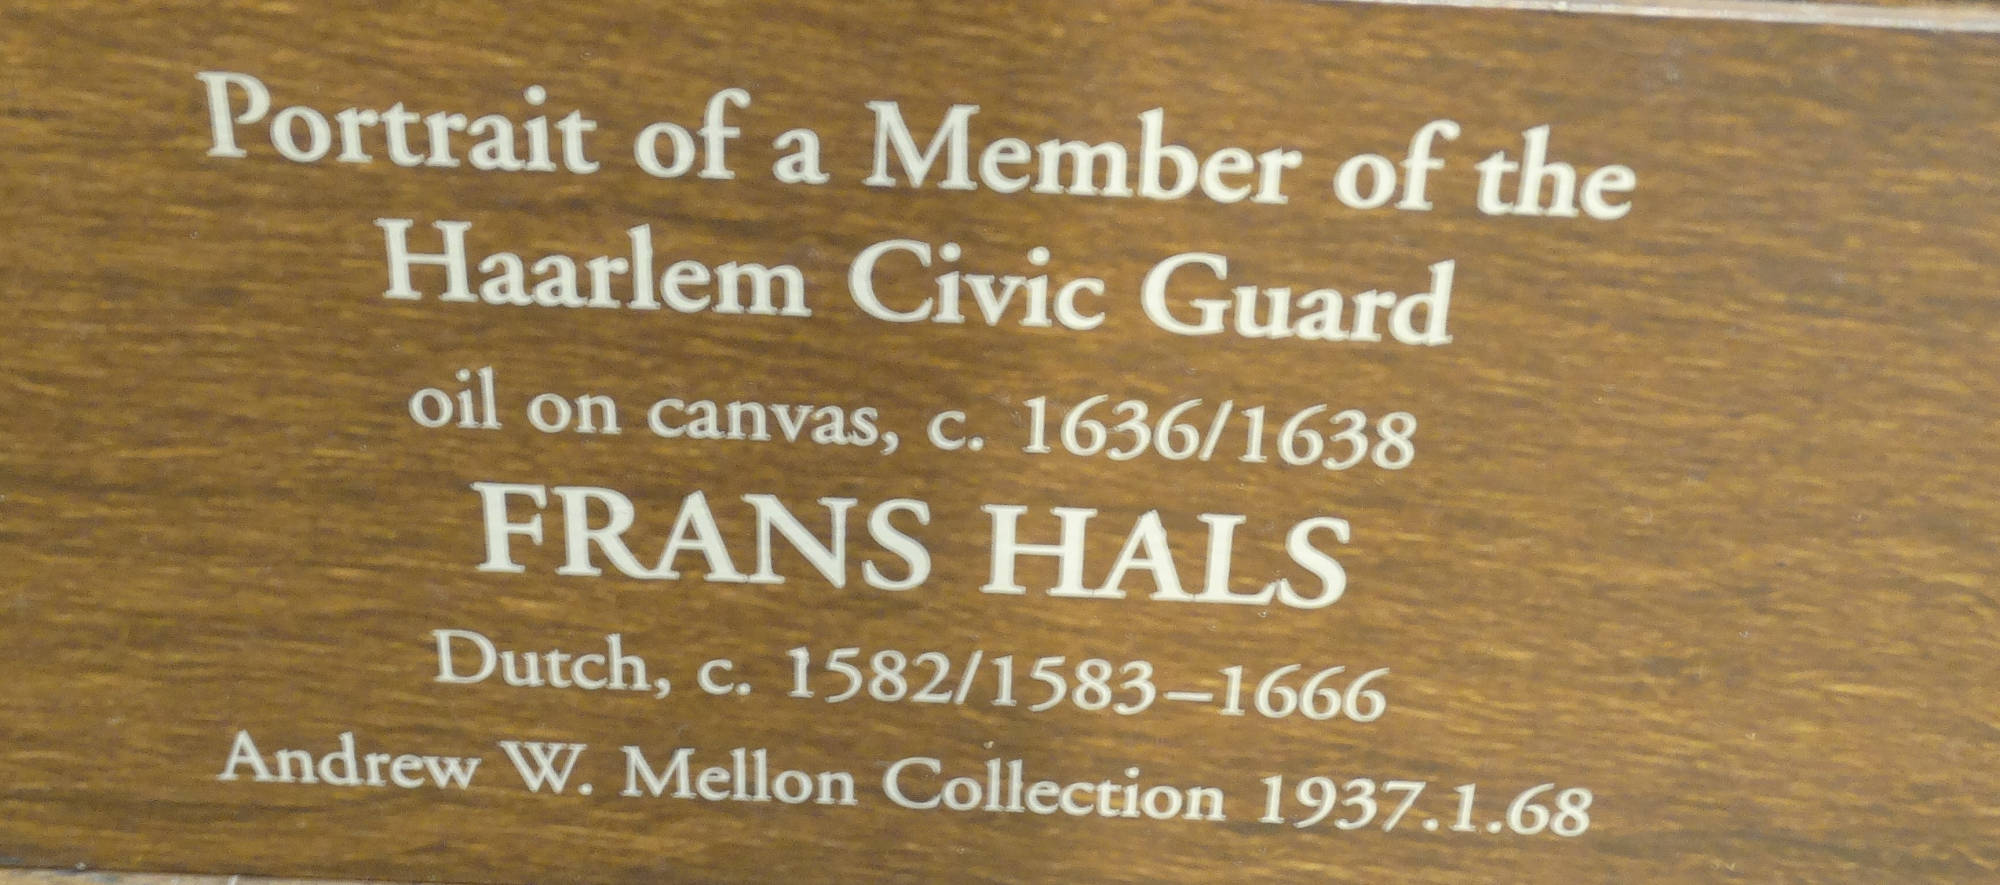 Portrait of a Member of the
Haarlem Civic Guard
oil on canvas, c. 1636/1638
FRANS HALS
Dutch, c. 1582/1583–1666
Andrew W. Mellon Collection 1937.1.68